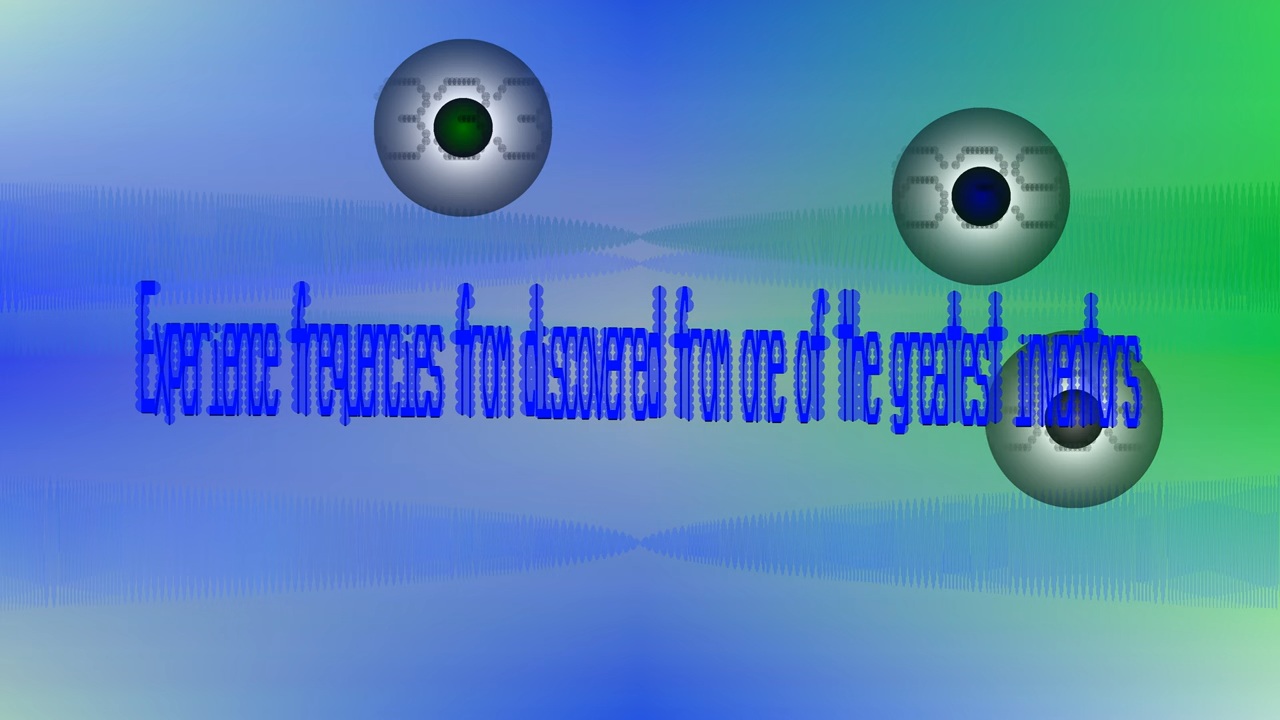 Experience frequencies from discovered from one of the greatest inventors